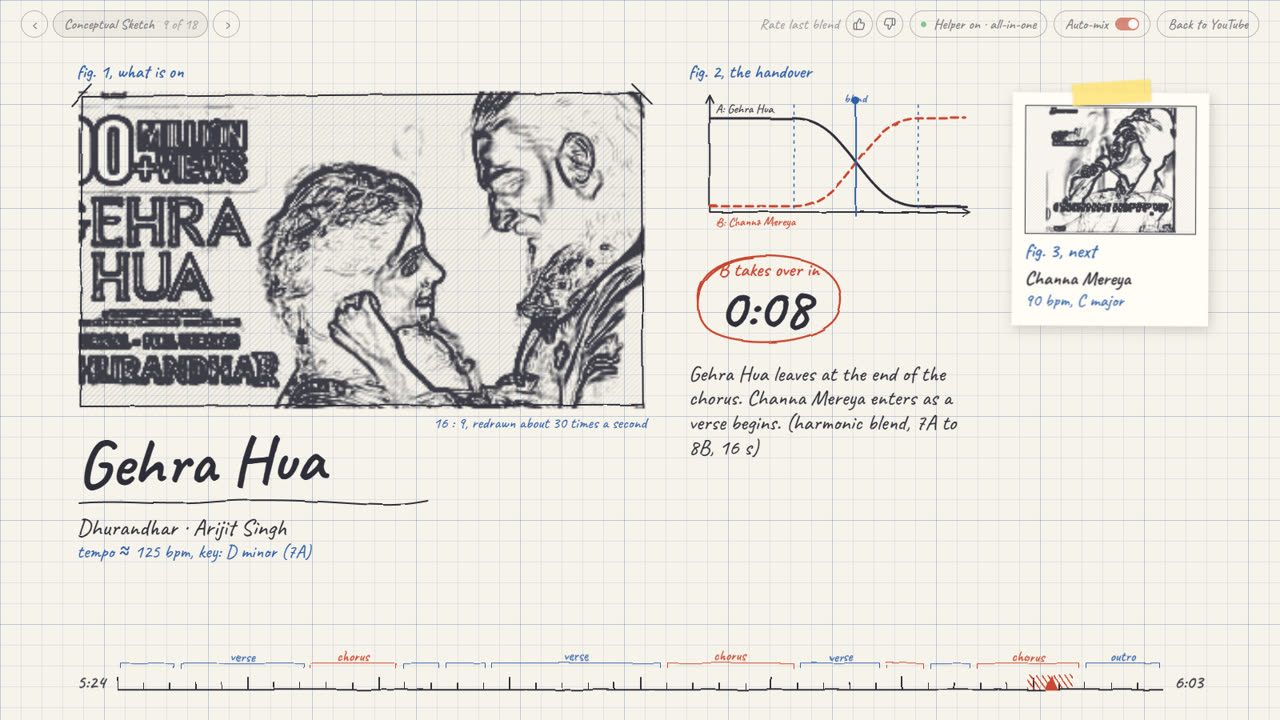 Conceptual Sketch 9 of 18
Rate last blend
Helper on · all-in-one
Auto-mix
Back to YouTube
fig. 1, what is on
00 MILLION
+VIEWS
GEHRA
HUA
DHURANDHAR
16 : 9, redrawn about 30 times a second
Gehra Hua
Dhurandhar · Arijit Singh
tempo ≈ 125 bpm, key: D minor (7A)
fig. 2, the handover
blend
A: Gehra Hua
B: Channa Mereya
B takes over in
0:08
Gehra Hua leaves at the end of the
chorus. Channa Mereya enters as a
verse begins. (harmonic blend, 7A to
8B, 16 s)
fig. 3, next
Channa Mereya
90 bpm, C major
verse chorus verse chorus verse chorus outro
5:24 6:03